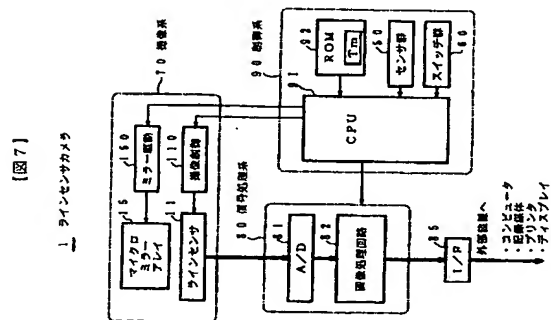 【図7】
1 ラインセンサカメラ
70 撮像系
マイクロ
ミラー
アレイ
15
ミラー駆動
150
ラインセンサ
11
撮像制御
110
80 信号処理系
A/D
81
画像処理回路
82
I/F
85
外部装置へ
・コンピュータ
・記録媒体
・プリンタ
・ディスプレイ
90 制御系
ROM
92
Tm
センサ群
50
スイッチ群
60
CPU
91